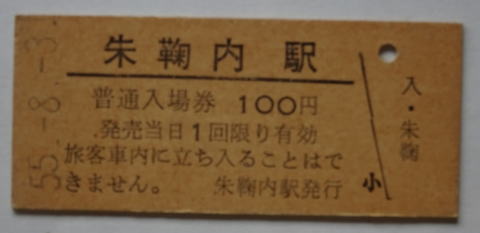 朱鞠内駅
普通入場券 100円
発売当日1回限り有効
旅客車内に立ち入ることはで
きません。 朱鞠内駅発行
小
入・朱鞠
55.-8.-3